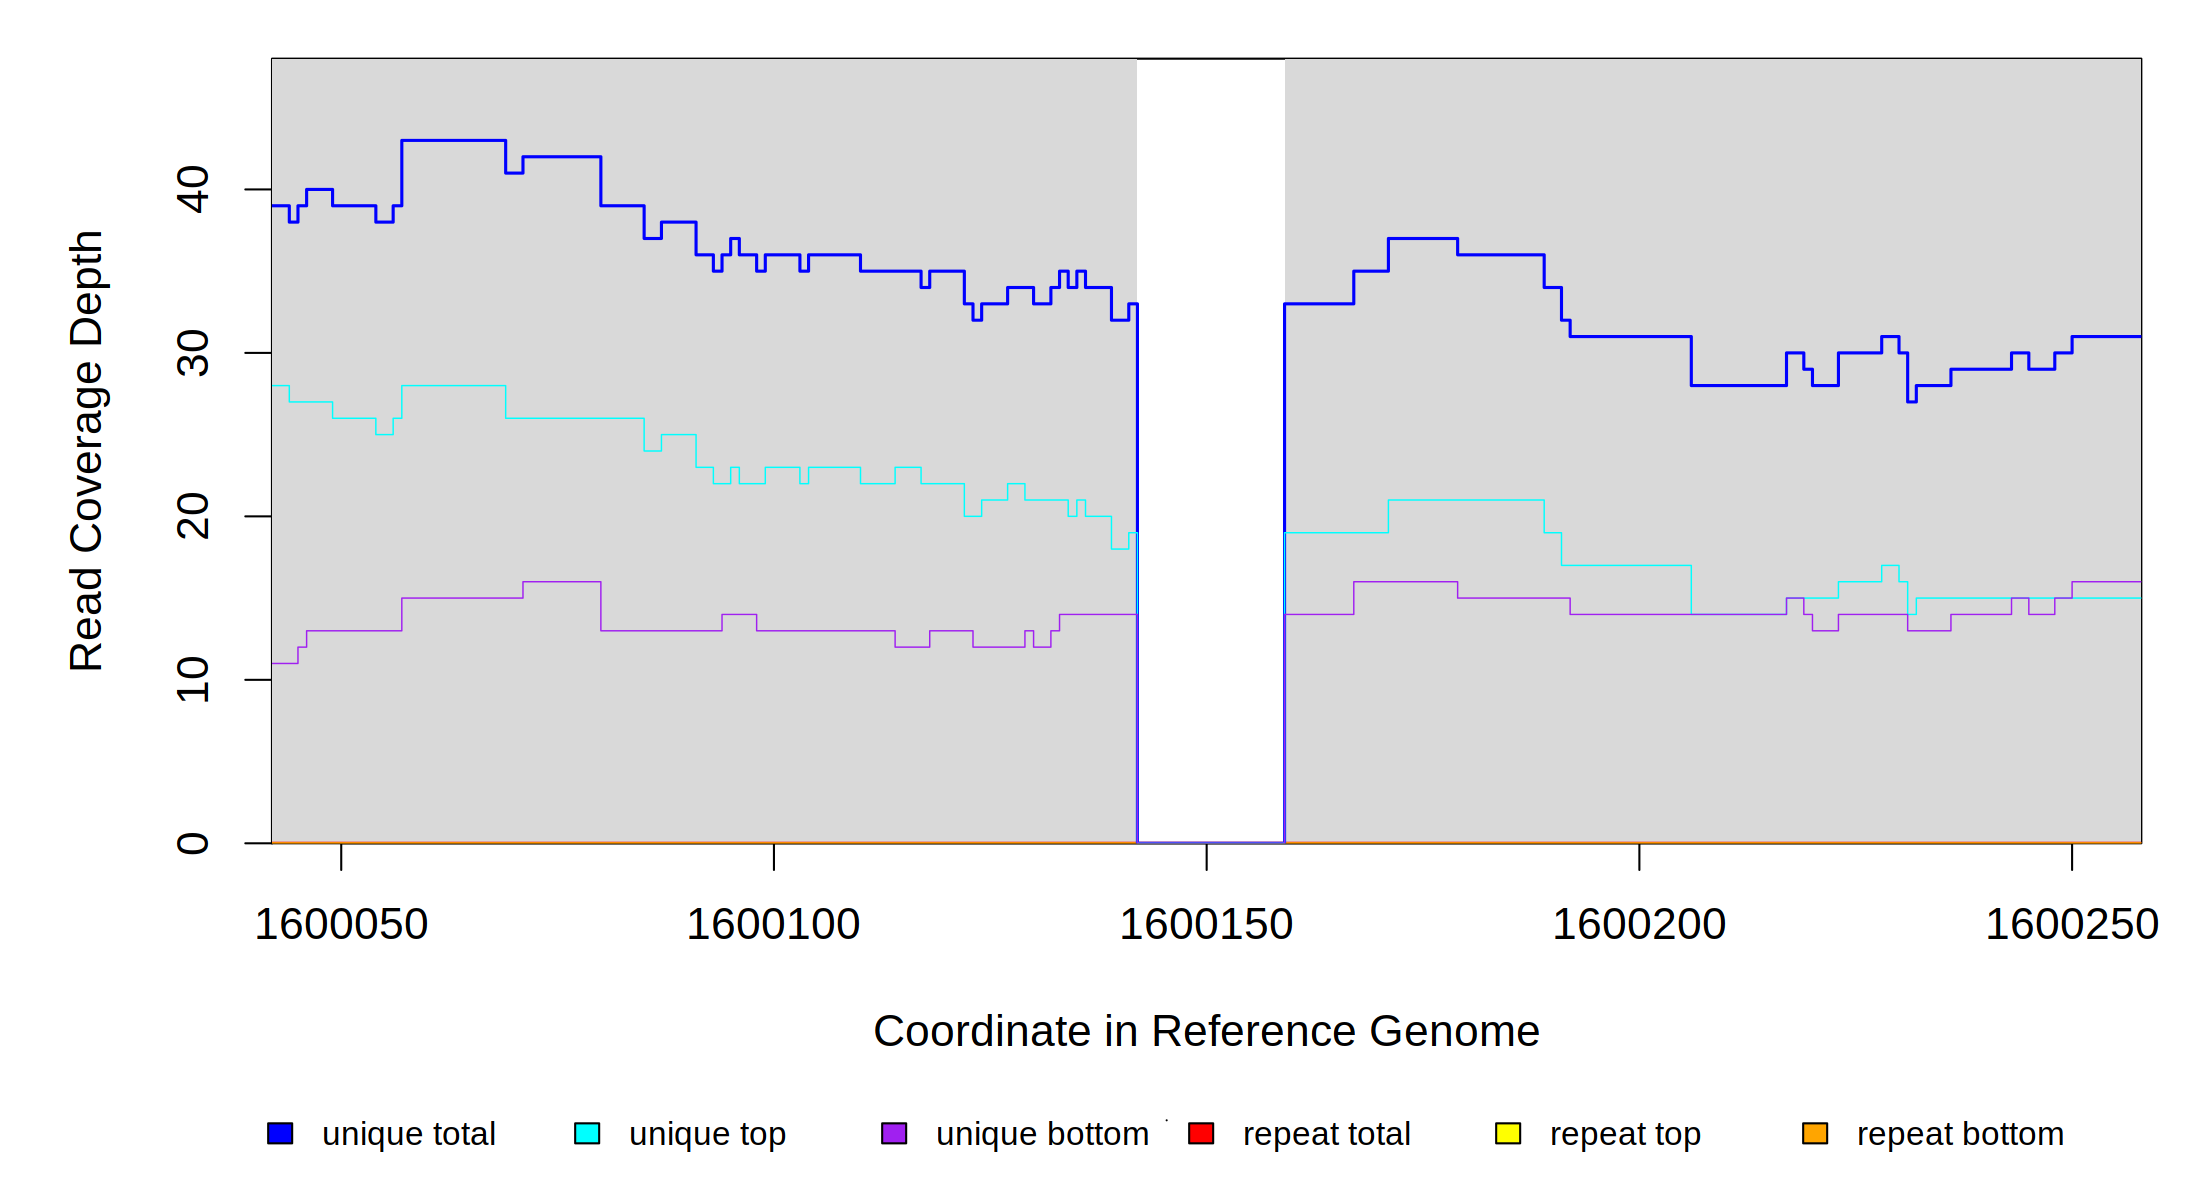 Read Coverage Depth
40
30
20
10
0
1600050 1600100 1600150 1600200 1600250
Coordinate in Reference Genome
unique total unique top unique bottom repeat total repeat top repeat bottom